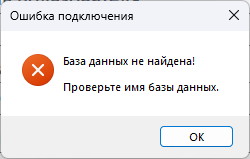 Ошибка подключения
База данных не найдена!
Проверьте имя базы данных.
OK